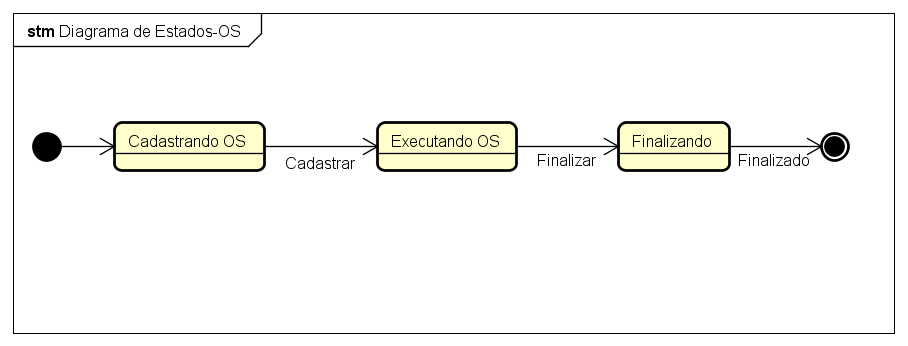 stm Diagrama de Estados-OS
Cadastrando OS
Cadastrar
Executando OS
Finalizar
Finalizando
Finalizado